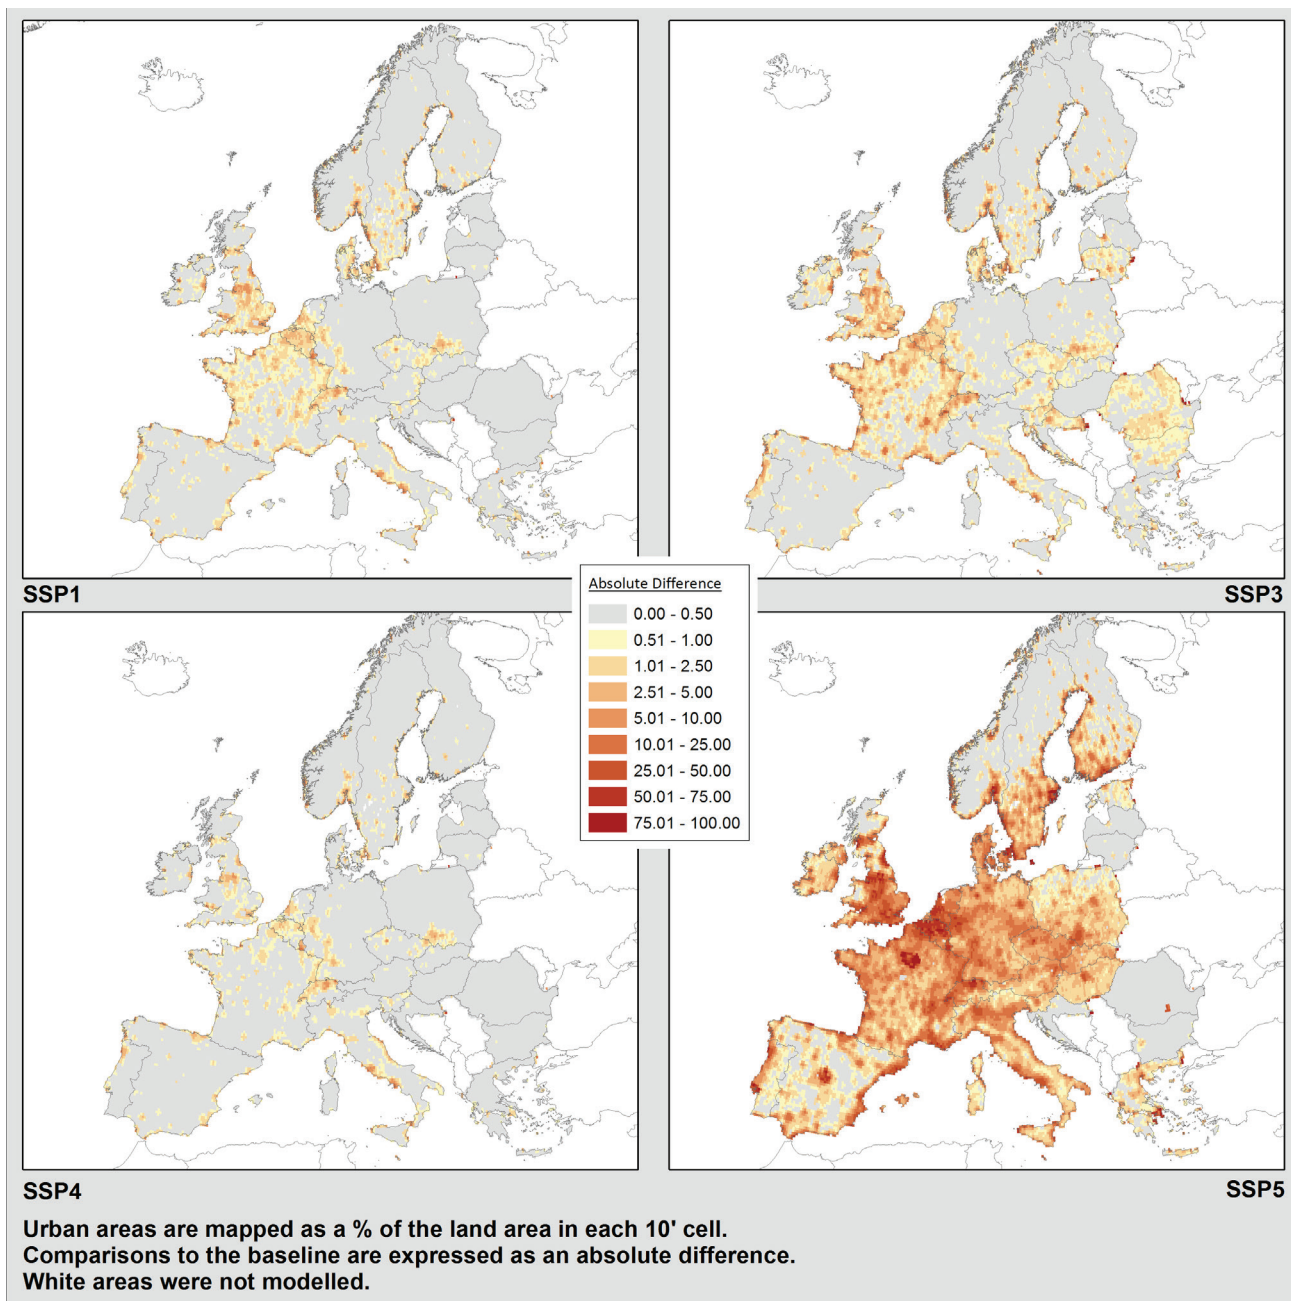 SSP1
SSP3
Absolute Difference
0.00 - 0.50
0.51 - 1.00
1.01 - 2.50
2.51 - 5.00
5.01 - 10.00
10.01 - 25.00
25.01 - 50.00
50.01 - 75.00
75.01 - 100.00
SSP4
SSP5
Urban areas are mapped as a % of the land area in each 10' cell.
Comparisons to the baseline are expressed as an absolute difference.
White areas were not modelled.